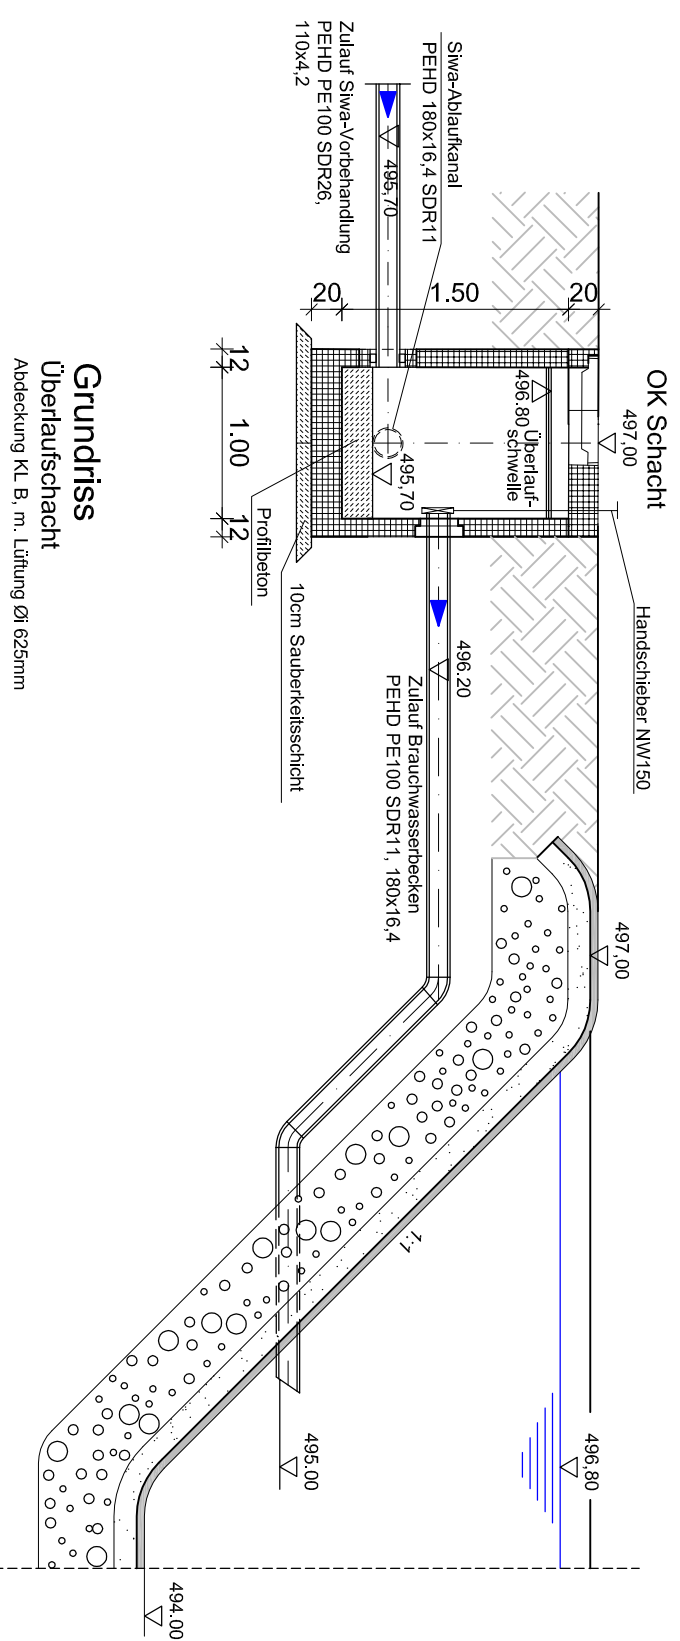 OK Schacht
497,00
Handschieber NW150
497,00
496,80
Siwa-Ablaufkanal
PEHD 180x16,4 SDR11
495,70
Zulauf Siwa-Vorbehandlung
PEHD PE100 SDR26,
110x4,2
20
1.50
20
496.80
Überlauf-
schwelle
495,70
496.20
Zulauf Brauchwasserbecken
PEHD PE100 SDR11, 180x16,4
1:1
495.00
494.00
12
1.00
12
Profilbeton
10cm Sauberkeitsschicht
Grundriss
Überlaufschacht
Abdeckung KL B, m. Lüftung Øi 625mm